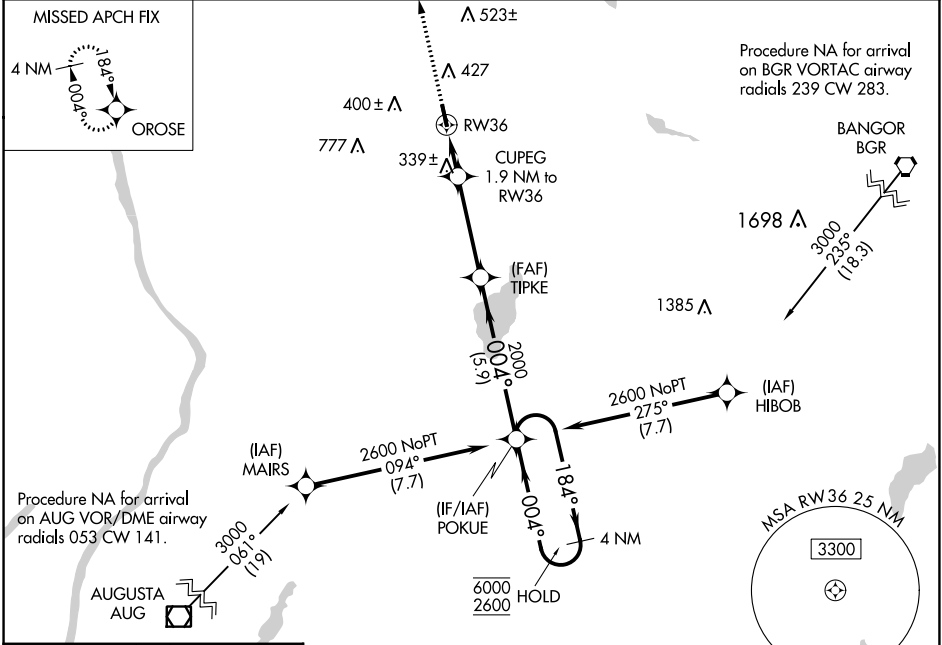 MISSED APCH FIX
4 NM
184°
004°
OROSE
523±
427
400±
RW36
777
339±
CUPEG
1.9 NM to
RW36
Procedure NA for arrival
on BGR VORTAC airway
radials 239 CW 283.
BANGOR
BGR
1698
3000
235°
(18.3)
(FAF)
TIPKE
1385
2000
004°
(5.9)
(IAF)
HIBOB
2600 NoPT
275°
(7.7)
(IAF)
MAIRS
2600 NoPT
094°
(7.7)
(IF/IAF)
POKUE
184°
004°
4 NM
6000
2600
HOLD
Procedure NA for arrival
on AUG VOR/DME airway
radials 053 CW 141.
3000
061°
(19)
AUGUSTA
AUG
MSA RW36 25 NM
3300